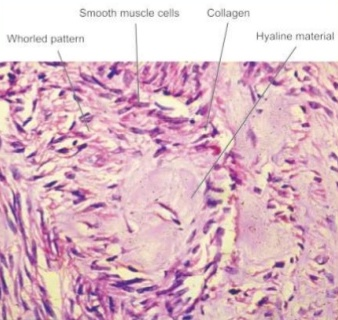 Smooth muscle cells
Collagen
Whorled pattern
Hyaline material